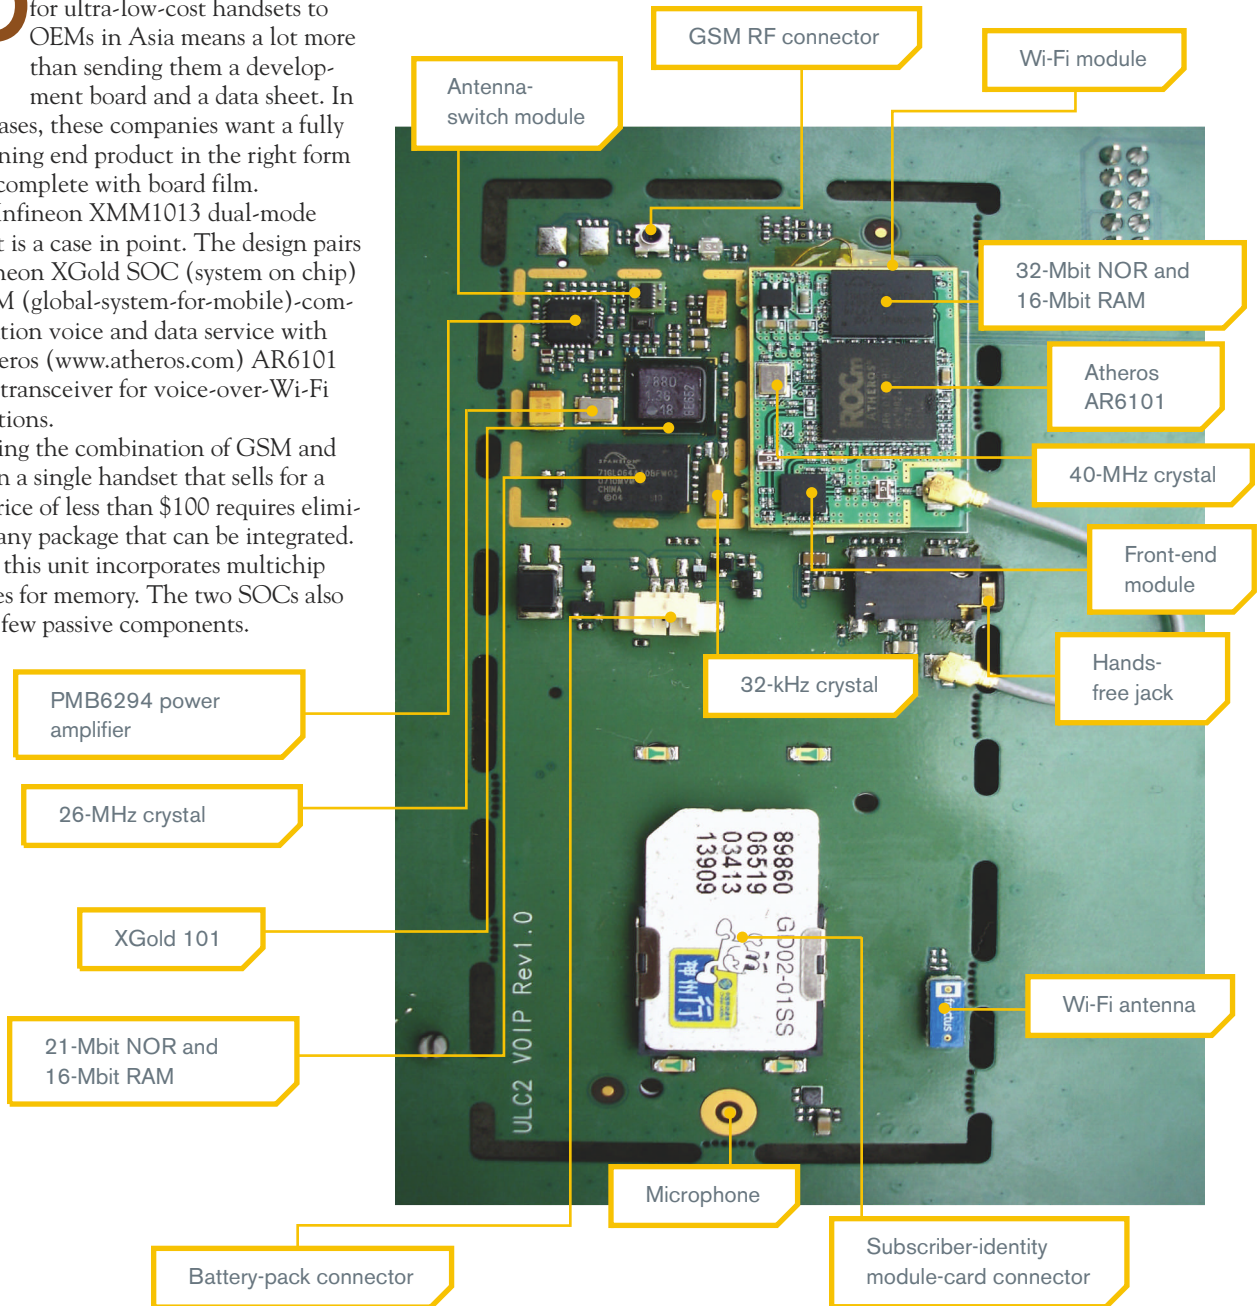 for ultra-low-cost handsets to
OEMs in Asia means a lot more
than sending them a develop-
ment board and a data sheet. In
ases, these companies want a fully
ning end product in the right form
complete with board film.
Infineon XMM1013 dual-mode
t is a case in point. The design pairs
neon XGold SOC (system on chip)
M (global-system-for-mobile)-com-
tion voice and data service with
eros (www.atheros.com) AR6101
transceiver for voice-over-Wi-Fi
tions.
ing the combination of GSM and
n a single handset that sells for a
rice of less than $100 requires elimi-
any package that can be integrated.
this unit incorporates multichip
es for memory. The two SOCs also
few passive components.
GSM RF connector
Wi-Fi module
Antenna-
switch module
32-Mbit NOR and
16-Mbit RAM
Atheros
AR6101
40-MHz crystal
Front-end
module
Hands-
free jack
32-kHz crystal
PMB6294 power
amplifier
26-MHz crystal
XGold 101
21-Mbit NOR and
16-Mbit RAM
Wi-Fi antenna
Microphone
Battery-pack connector
Subscriber-identity
module-card connector
7880
18
SPANSION
CHINA
ROCm
ATHEROS
89860
06519
03413
13909
GD02-01SS
神州行
ULC2 VOIP Rev1.0